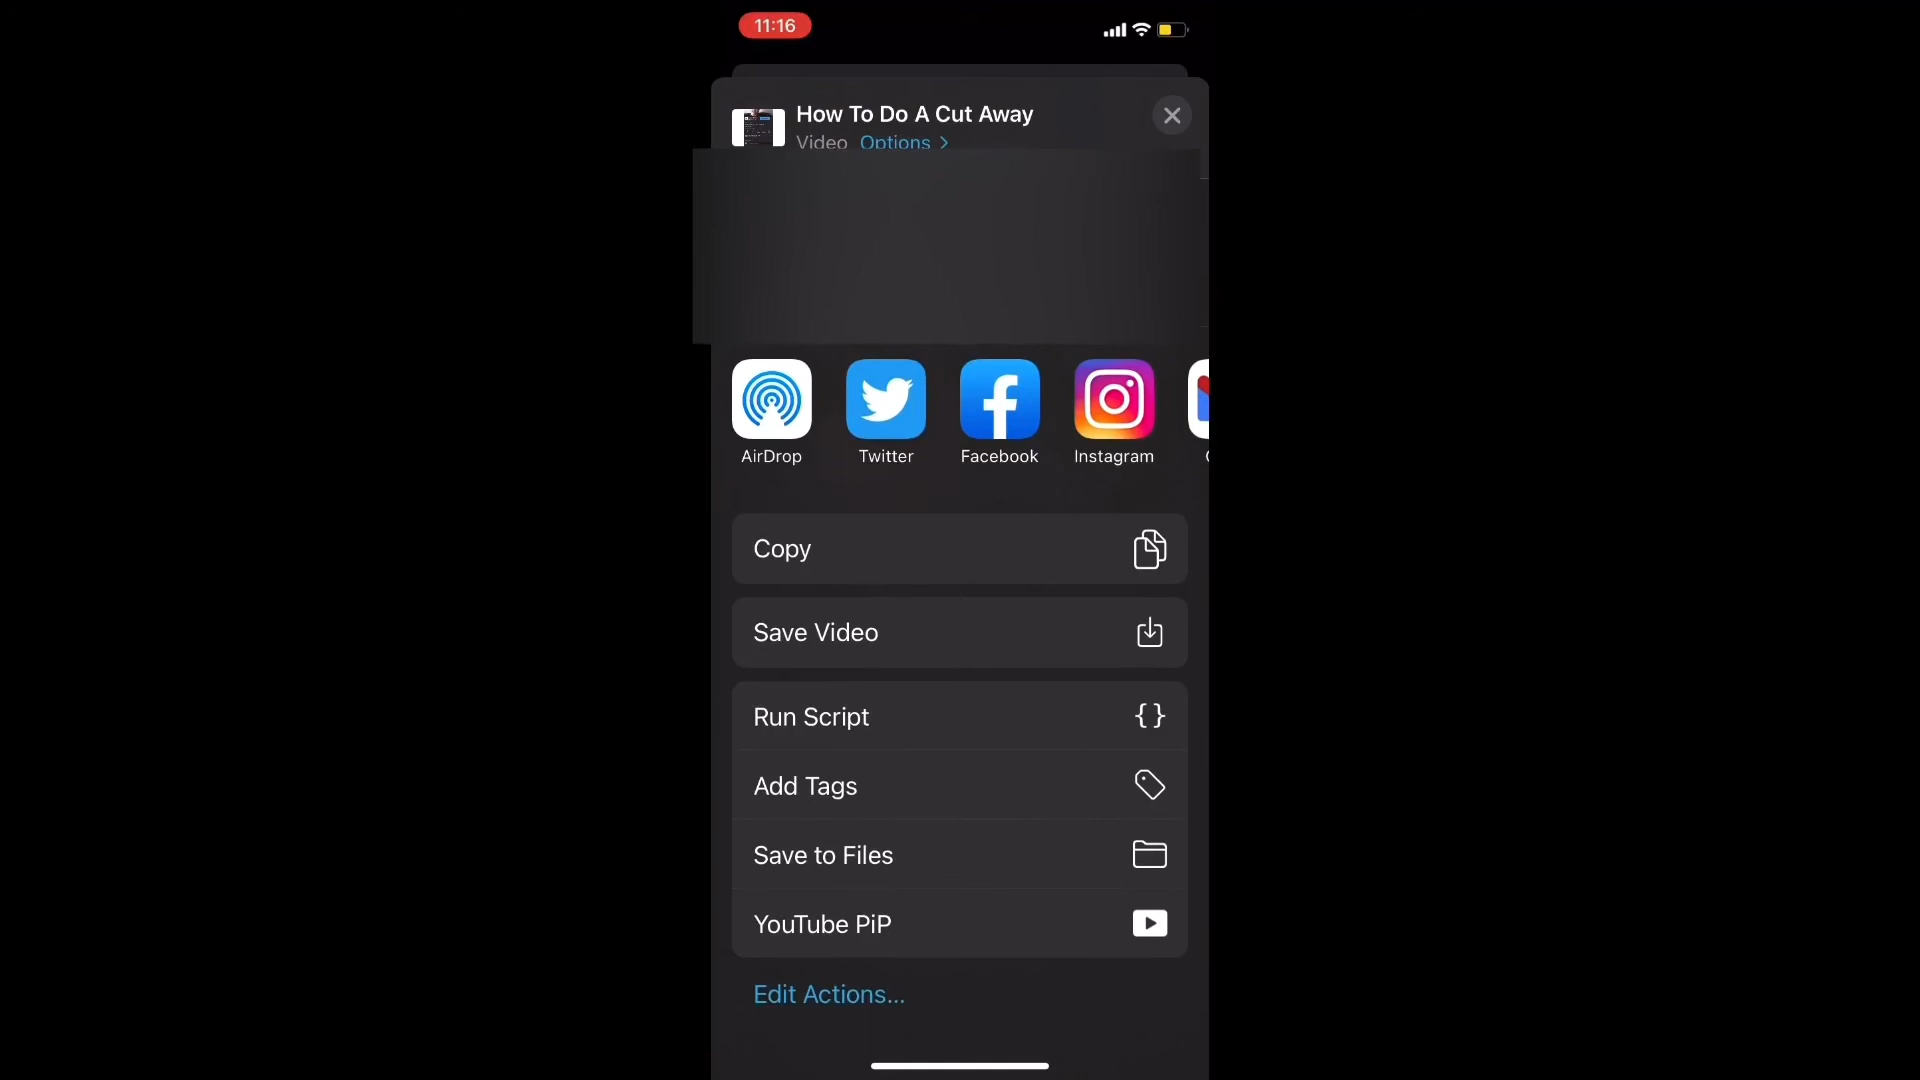 11:16
How To Do A Cut Away
Video Options >
AirDrop
Twitter
Facebook
Instagram
Copy
Save Video
Run Script
{}
Add Tags
Save to Files
YouTube PiP
Edit Actions...